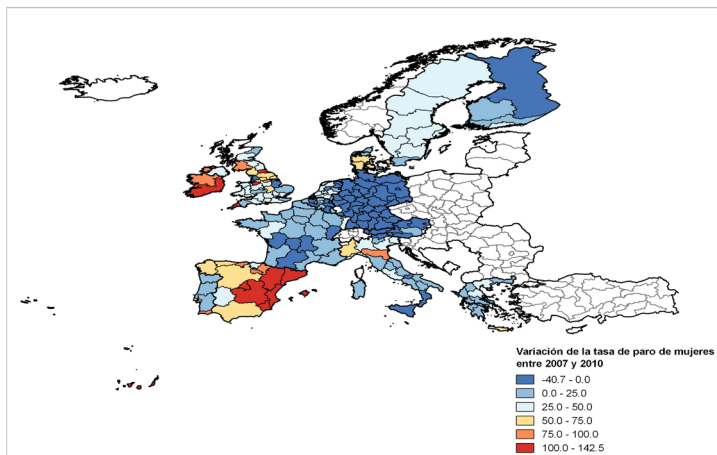 Variación de la tasa de paro de mujeres
entre 2007 y 2010
-40.7 - 0.0
0.0 - 25.0
25.0 - 50.0
50.0 - 75.0
75.0 - 100.0
100.0 - 142.5